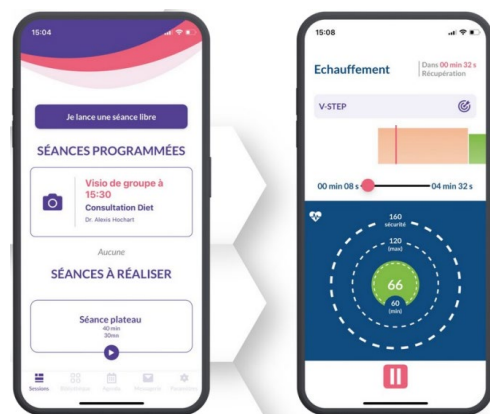 15:04
Je lance une séance libre
SÉANCES PROGRAMMÉES
Visio de groupe à
15:30
Consultation Diet
Dr. Alexis Hochart
Aucune
SÉANCES À RÉALISER
Séance plateau
40 min
20mn
Sessions
15:08
Echauffement
Dans 00 min 32 s
Récupération
V-STEP
00 min 08 s
04 min 32 s
160
sécurité
120
(max)
66
60
(min)